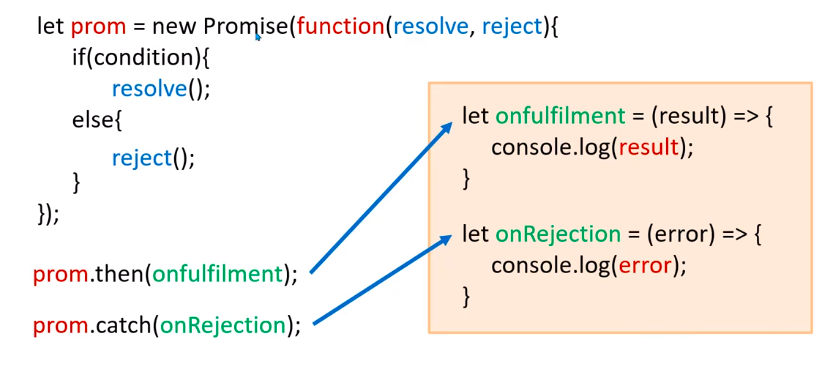 let prom = new Promise(function(resolve, reject){
if(condition){
resolve();
else{
reject();
}
});
prom.then(onfulfilment);
prom.catch(onRejection);
let onfulfilment = (result) => {
console.log(result);
}
let onRejection = (error) => {
console.log(error);
}